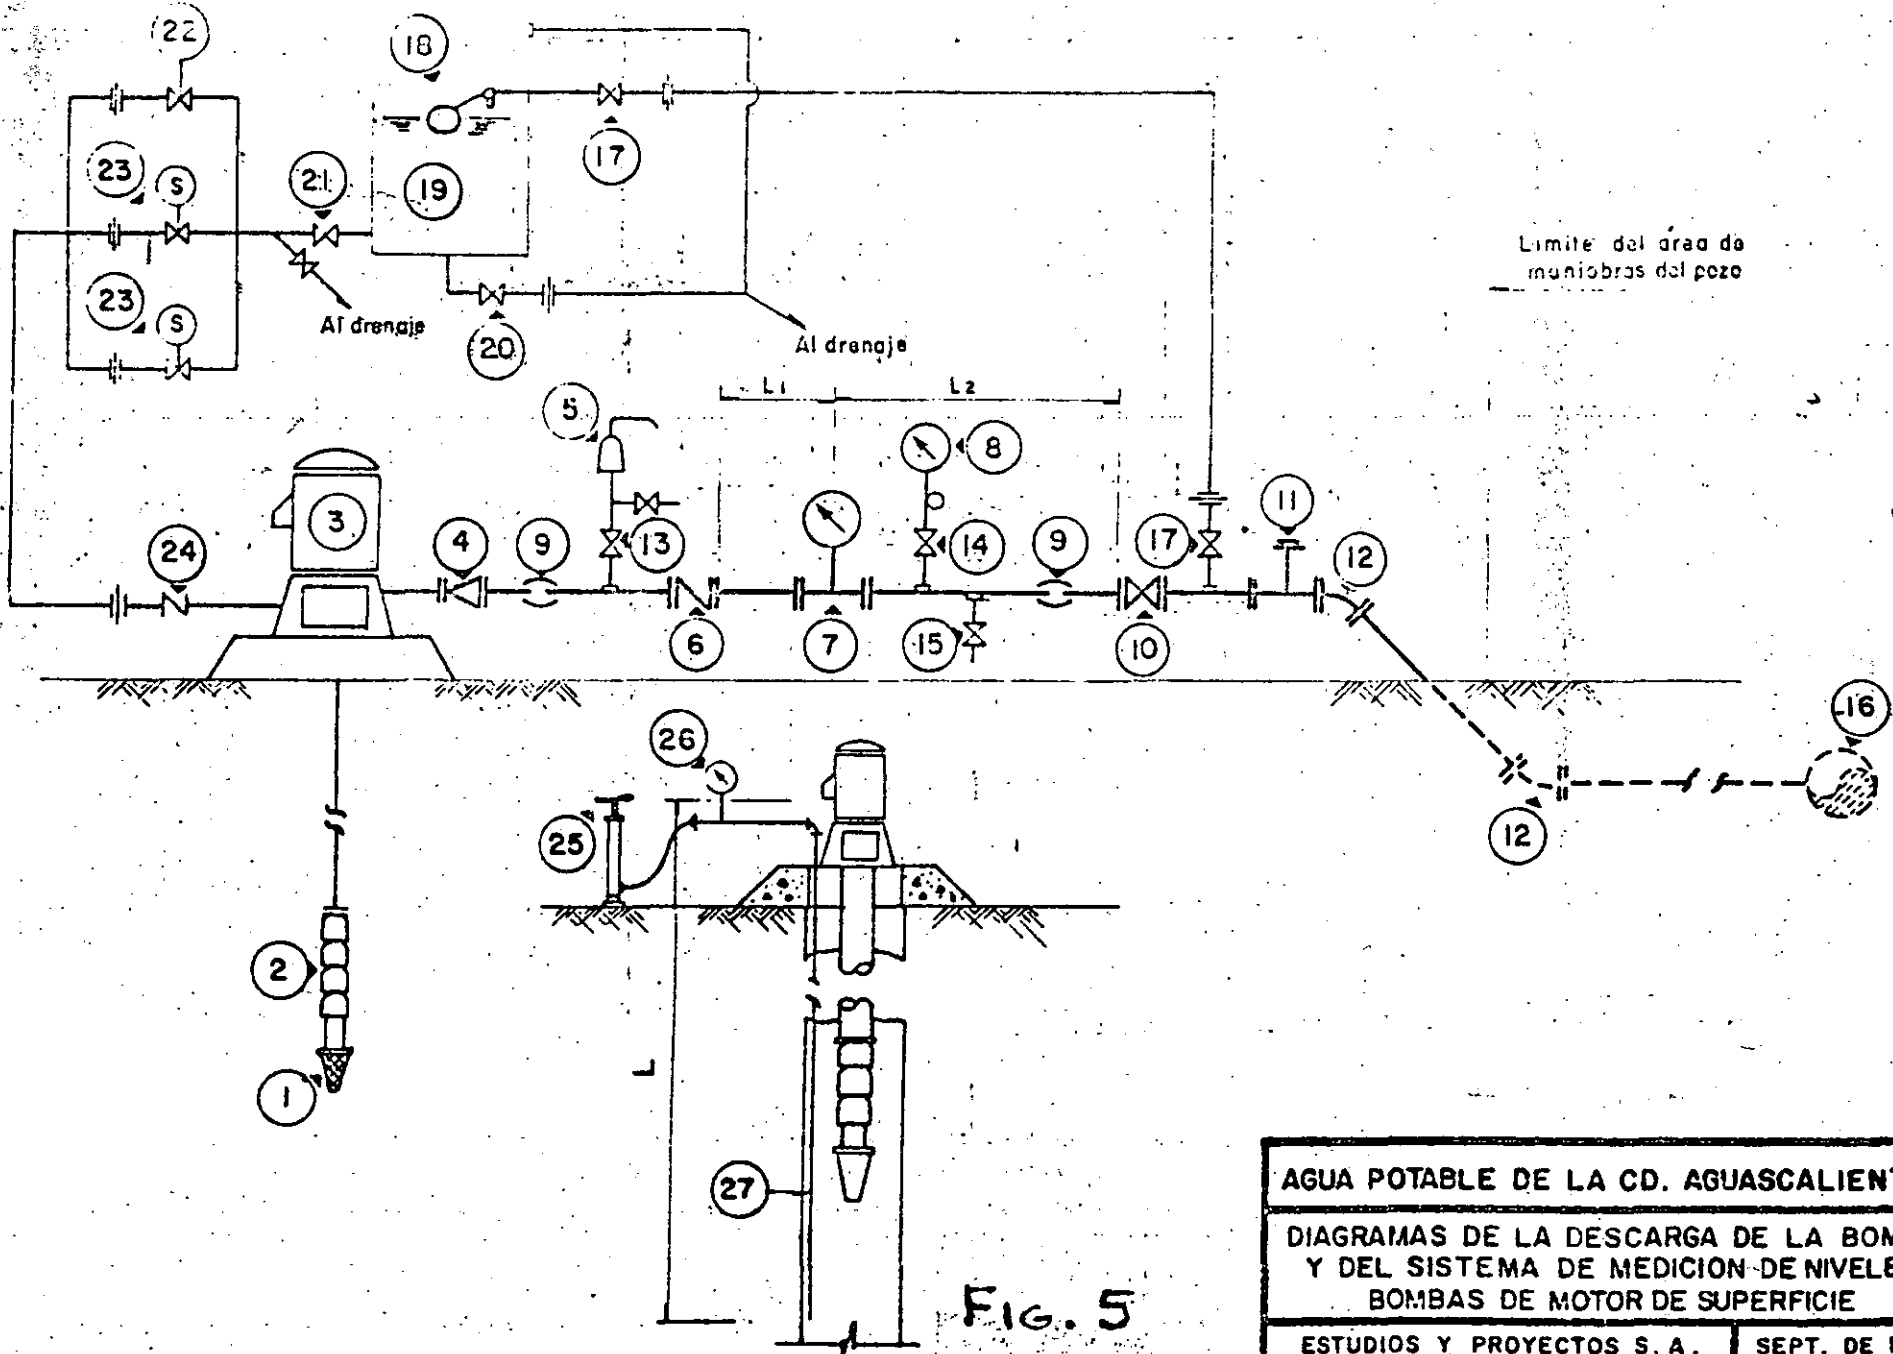 22
18
17
23
S
21
19
23
S
Al drenaje
20
Al drenaje
Limite del area de
maniobras del pozo
L1
L2
5
8
3
24
4
9
13
14
9
17
11
12
6
7
15
10
16
26
25
12
2
L
1
27
FIG. 5
AGUA POTABLE DE LA CD. AGUASCALIENT
DIAGRAMAS DE LA DESCARGA DE LA BOM
Y DEL SISTEMA DE MEDICION DE NIVELE
BOMBAS DE MOTOR DE SUPERFICIE
ESTUDIOS Y PROYECTOS S. A.
SEPT. DE